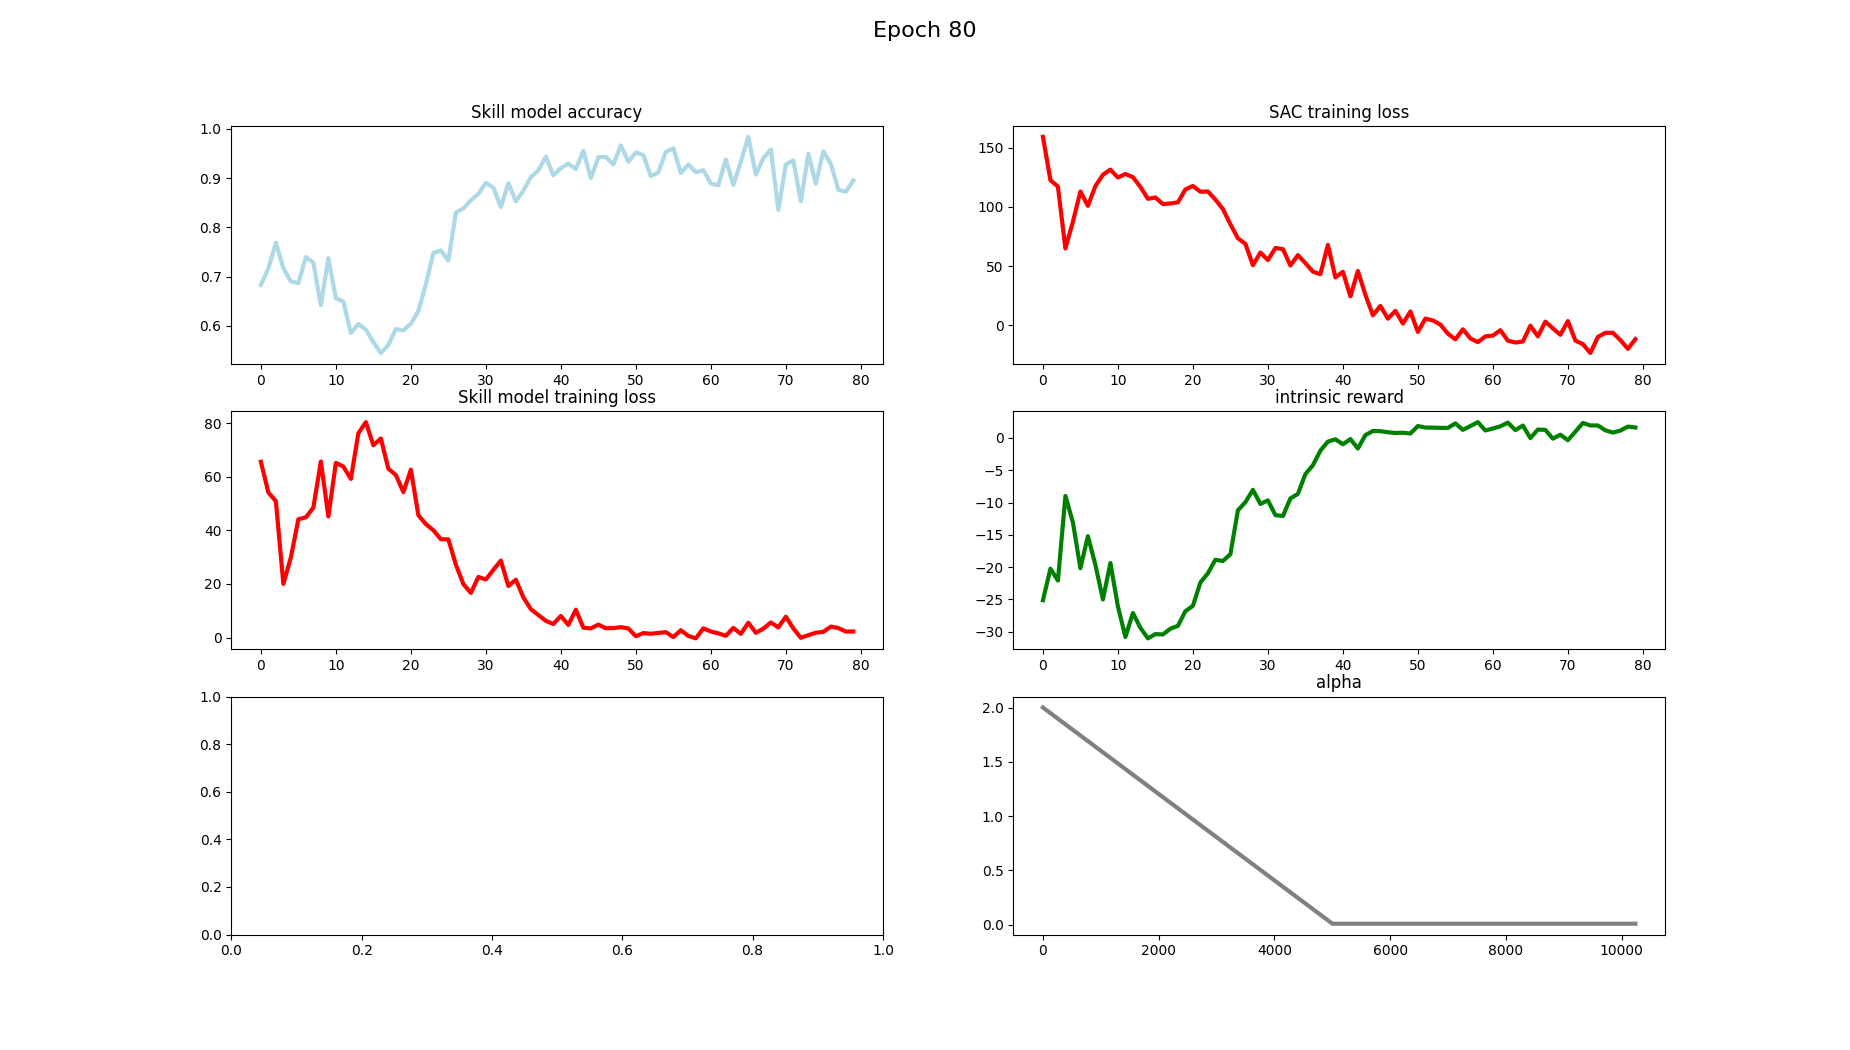 Epoch 80
Skill model accuracy
1.0
0.9
0.8
0.7
0.6
0 10 20 30 40 50 60 70 80
SAC training loss
150
100
50
0
0 10 20 30 40 50 60 70 80
Skill model training loss
80
60
40
20
0
0 10 20 30 40 50 60 70 80
intrinsic reward
0
−5
−10
−15
−20
−25
−30
0 10 20 30 40 50 60 70 80
1.0
0.8
0.6
0.4
0.2
0.0
0.0 0.2 0.4 0.6 0.8 1.0
alpha
2.0
1.5
1.0
0.5
0.0
0 2000 4000 6000 8000 10000